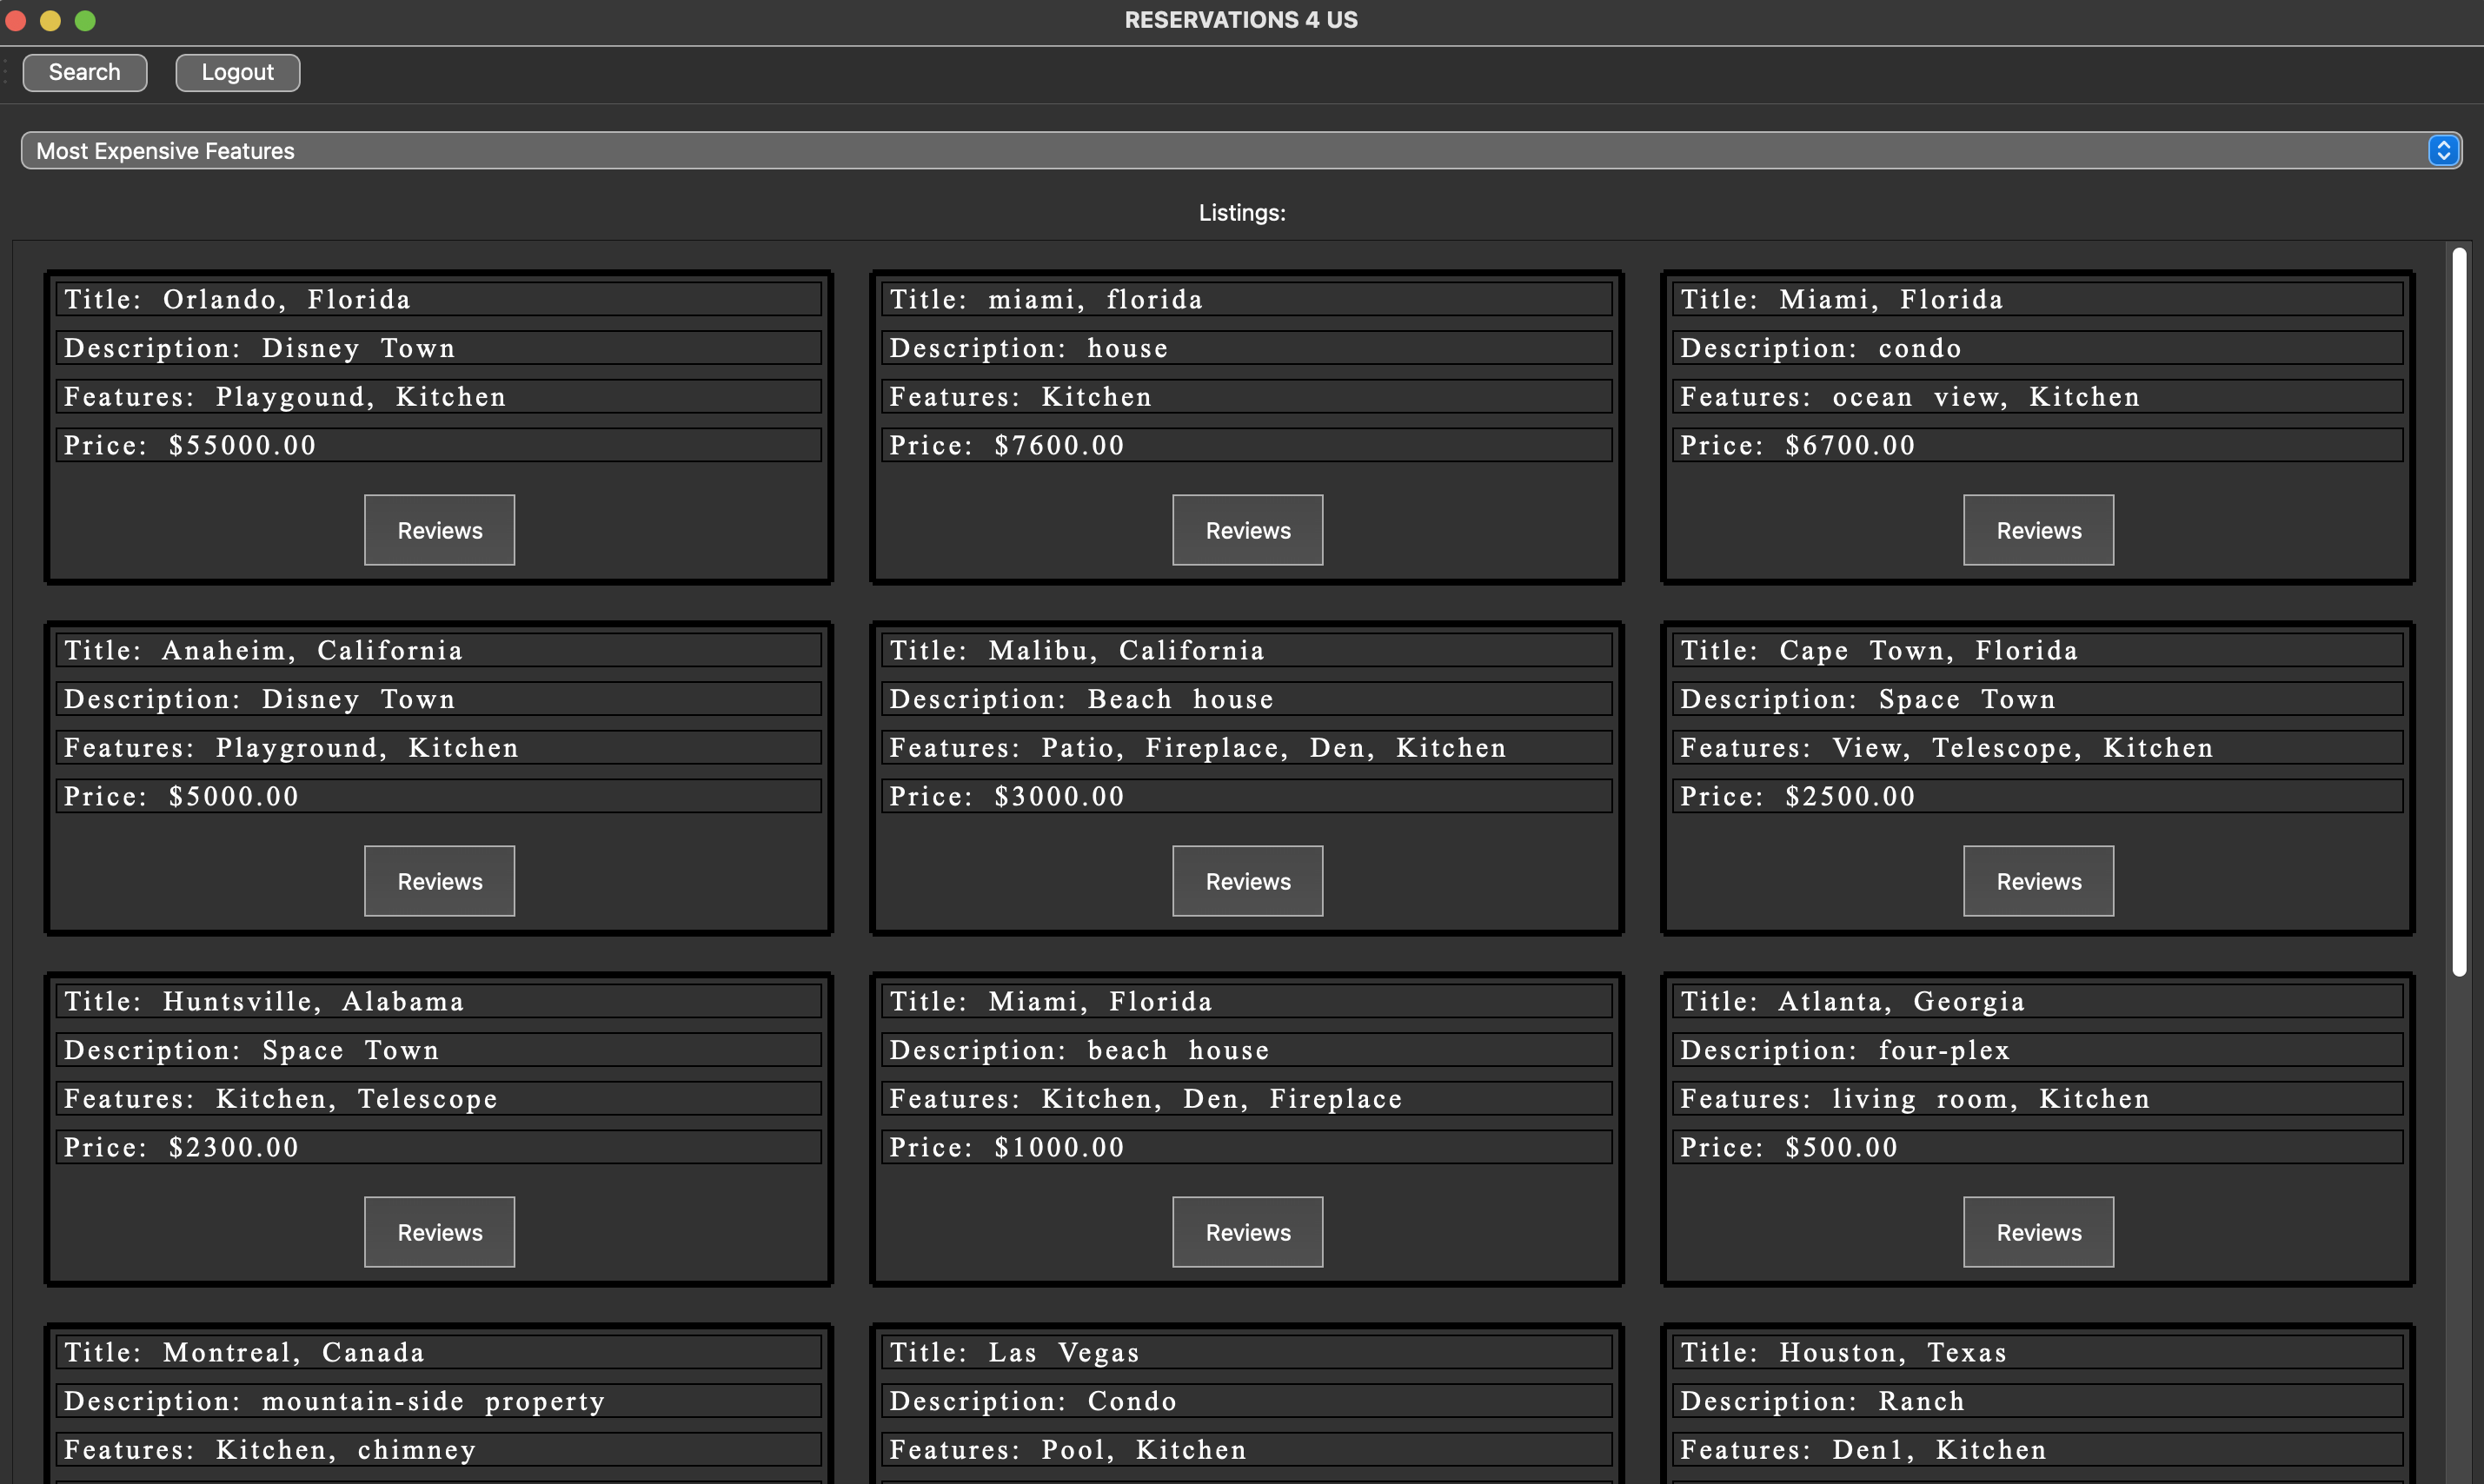 RESERVATIONS 4 US
Search
Logout
Most Expensive Features
Listings:
Title: Orlando, Florida
Description: Disney Town
Features: Playgound, Kitchen
Price: $55000.00
Reviews
Title: miami, florida
Description: house
Features: Kitchen
Price: $7600.00
Reviews
Title: Miami, Florida
Description: condo
Features: ocean view, Kitchen
Price: $6700.00
Reviews
Title: Anaheim, California
Description: Disney Town
Features: Playground, Kitchen
Price: $5000.00
Reviews
Title: Malibu, California
Description: Beach house
Features: Patio, Fireplace, Den, Kitchen
Price: $3000.00
Reviews
Title: Cape Town, Florida
Description: Space Town
Features: View, Telescope, Kitchen
Price: $2500.00
Reviews
Title: Huntsville, Alabama
Description: Space Town
Features: Kitchen, Telescope
Price: $2300.00
Reviews
Title: Miami, Florida
Description: beach house
Features: Kitchen, Den, Fireplace
Price: $1000.00
Reviews
Title: Atlanta, Georgia
Description: four-plex
Features: living room, Kitchen
Price: $500.00
Reviews
Title: Montreal, Canada
Description: mountain-side property
Features: Kitchen, chimney
Title: Las Vegas
Description: Condo
Features: Pool, Kitchen
Title: Houston, Texas
Description: Ranch
Features: Den1, Kitchen